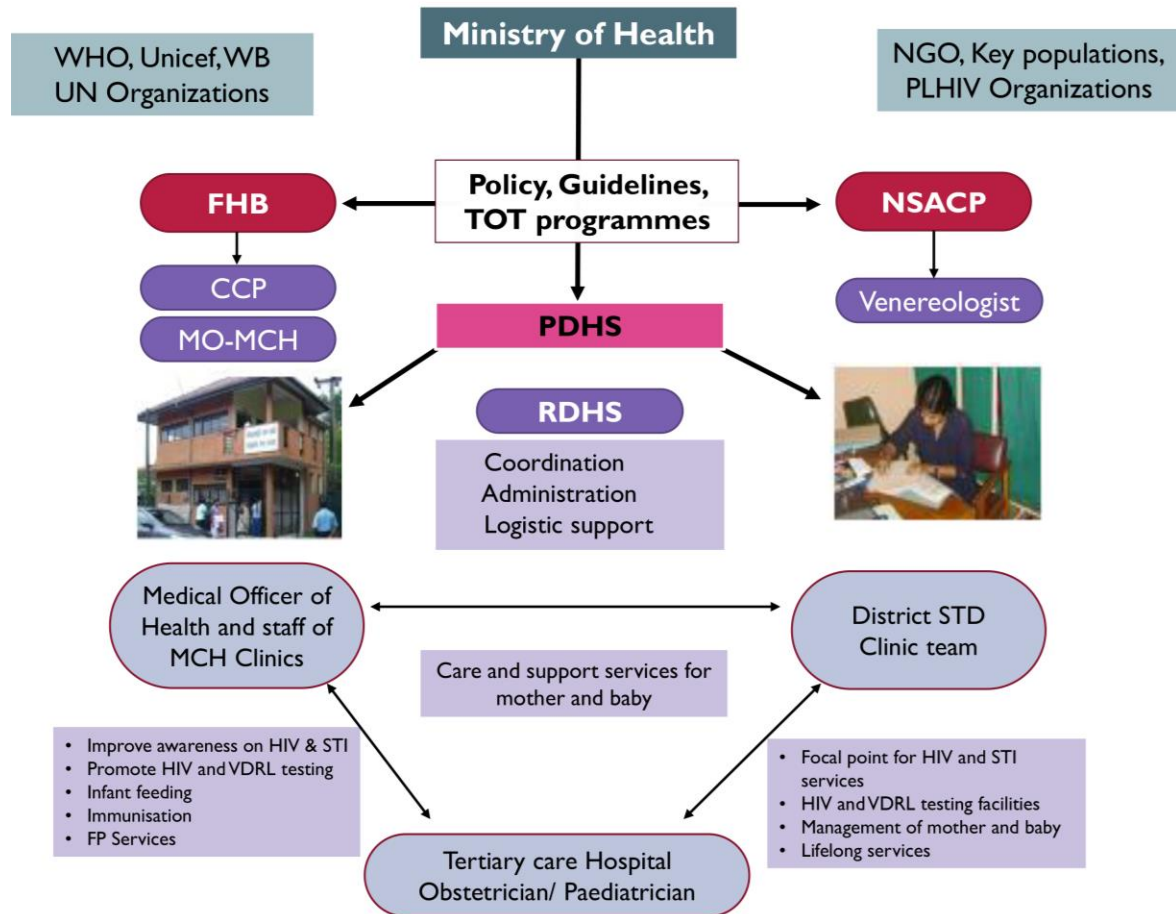 Ministry of Health
WHO, Unicef, WB
UN Organizations
NGO, Key populations,
PLHIV Organizations
Policy, Guidelines,
TOT programmes
FHB
NSACP
CCP
MO-MCH
Venereologist
PDHS
RDHS
Coordination
Administration
Logistic support
Medical Officer of
Health and staff of
MCH Clinics
District STD
Clinic team
Care and support services for
mother and baby
• Improve awareness on HIV & STI
• Promote HIV and VDRL testing
• Infant feeding
• Immunisation
• FP Services
• Focal point for HIV and STI
services
• HIV and VDRL testing facilities
• Management of mother and baby
• Lifelong services
Tertiary care Hospital
Obstetrician/ Paediatrician